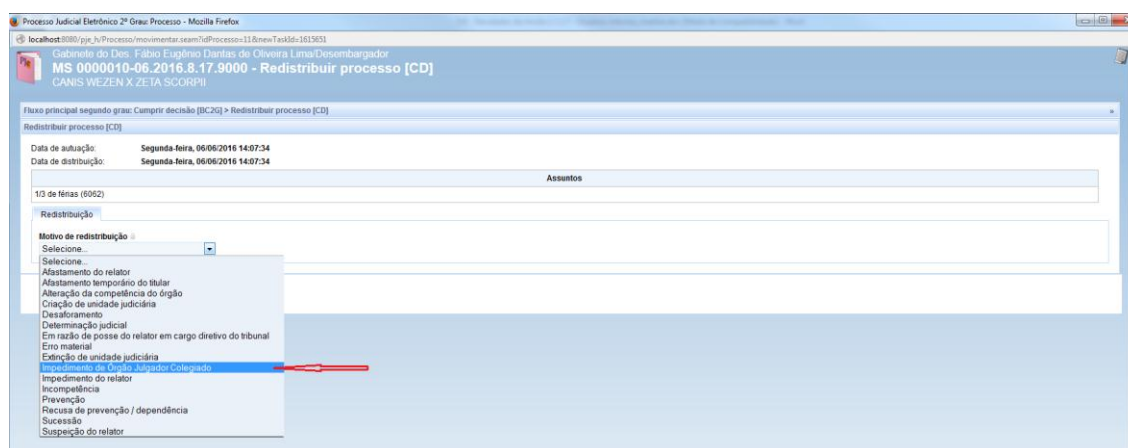 Processo Judicial Eletrônico 2º Grau: Processo - Mozilla Firefox
localhost:8080/pje_h/Processo/movimentar.seam?idProcesso=11&newTaskId=1615651
Gabinete do Des. Fábio Eugênio Dantas de Oliveira Lima/Desembargador
MS 0000010-06.2016.8.17.9000 - Redistribuir processo [CD]
CANIS WEZEN X ZETA SCORPII
Fluxo principal segundo grau: Cumprir decisão [BC2G] > Redistribuir processo [CD]
Redistribuir processo [CD]
Data de autuação: Segunda-feira, 06/06/2016 14:07:34
Data de distribuição: Segunda-feira, 06/06/2016 14:07:34
Assuntos
1/3 de férias (6062)
Redistribuição
Motivo de redistribuição
Selecione...
Selecione...
Afastamento do relator
Afastamento temporário do titular
Alteração da competência do órgão
Criação de unidade judiciária
Desaforamento
Determinação judicial
Em razão de posse do relator em cargo diretivo do tribunal
Erro material
Extinção de unidade judiciária
Impedimento de Órgão Julgador Colegiado
Impedimento do relator
Incompetência
Prevenção
Recusa de prevenção / dependência
Sucessão
Suspeição do relator